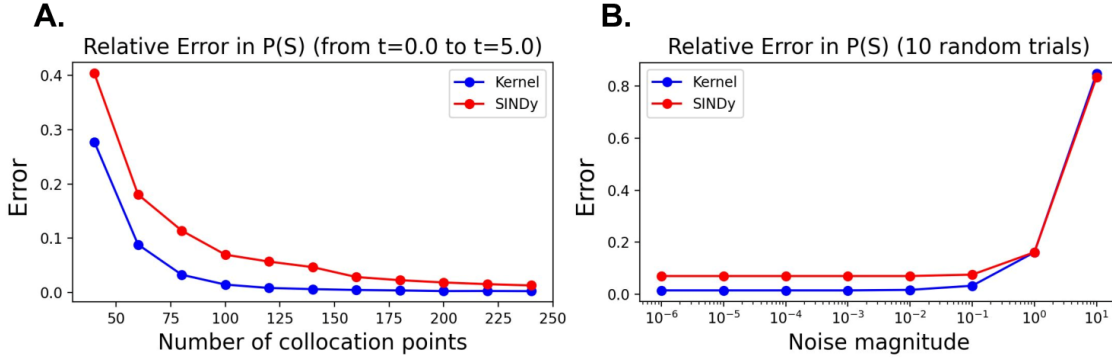 A.
Relative Error in P(S) (from t=0.0 to t=5.0)
Kernel
SINDy
Error
0.4
0.3
0.2
0.1
0.0
50 75 100 125 150 175 200 225 250
Number of collocation points
B.
Relative Error in P(S) (10 random trials)
Kernel
SINDy
Error
0.8
0.6
0.4
0.2
0.0
10⁻⁶ 10⁻⁵ 10⁻⁴ 10⁻³ 10⁻² 10⁻¹ 10⁰ 10¹
Noise magnitude